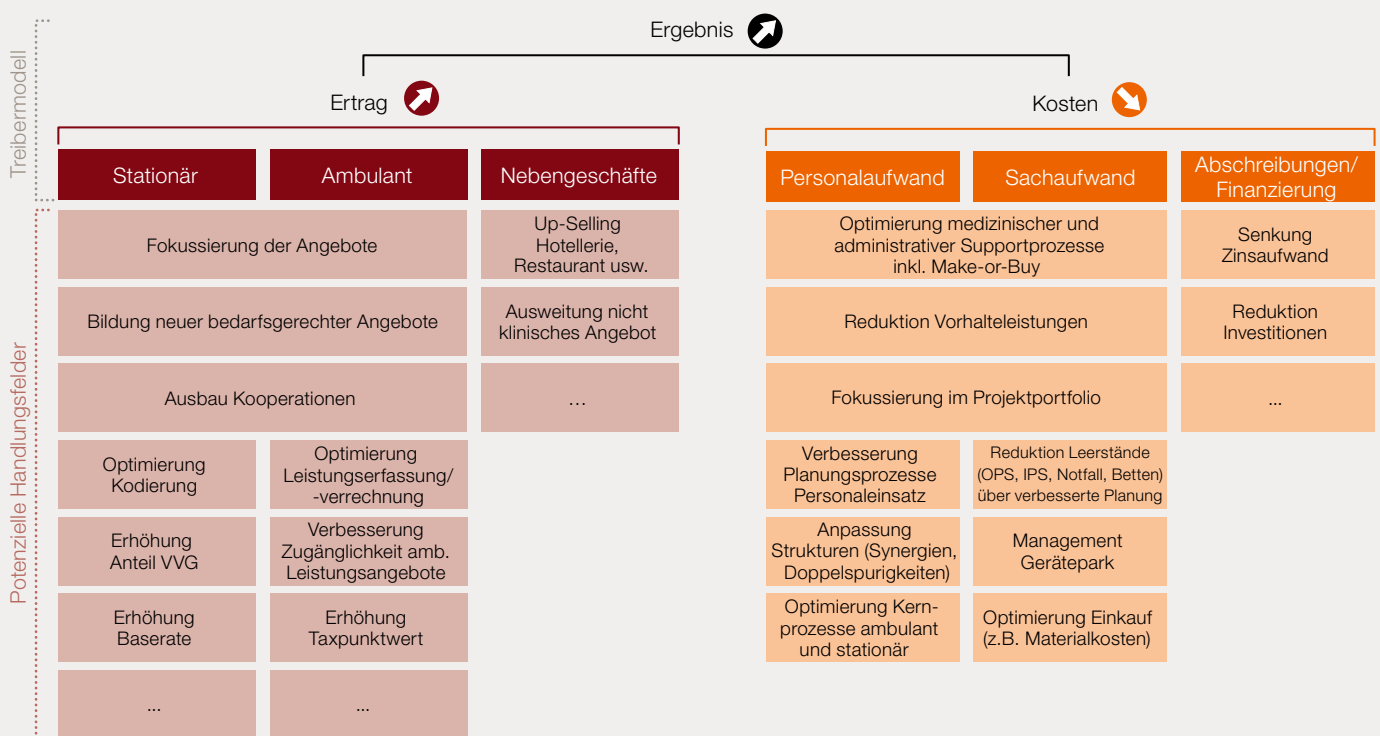 Treibermodell
Ergebnis
Ertrag
Kosten
Stationär
Ambulant
Nebengeschäfte
Personalaufwand
Sachaufwand
Abschreibungen/
Finanzierung
Potenzielle Handlungsfelder
Fokussierung der Angebote
Up-Selling
Hotellerie,
Restaurant usw.
Optimierung medizinischer und
administrativer Supportprozesse
inkl. Make-or-Buy
Senkung
Zinsaufwand
Bildung neuer bedarfsgerechter Angebote
Ausweitung nicht
klinisches Angebot
Reduktion Vorhalteleistungen
Reduktion
Investitionen
Ausbau Kooperationen
...
Fokussierung im Projektportfolio
...
Optimierung
Kodierung
Optimierung
Leistungserfassung/
-verrechnung
Verbesserung
Planungsprozesse
Personaleinsatz
Reduktion Leerstände
(OPS, IPS, Notfall, Betten)
über verbesserte Planung
Erhöhung
Anteil VVG
Verbesserung
Zugänglichkeit amb.
Leistungsangebote
Anpassung
Strukturen (Synergien,
Doppelspurigkeiten)
Management
Gerätepark
Erhöhung
Baserate
Erhöhung
Taxpunktwert
Optimierung Kern-
prozesse ambulant
und stationär
Optimierung Einkauf
(z.B. Materialkosten)
...
...